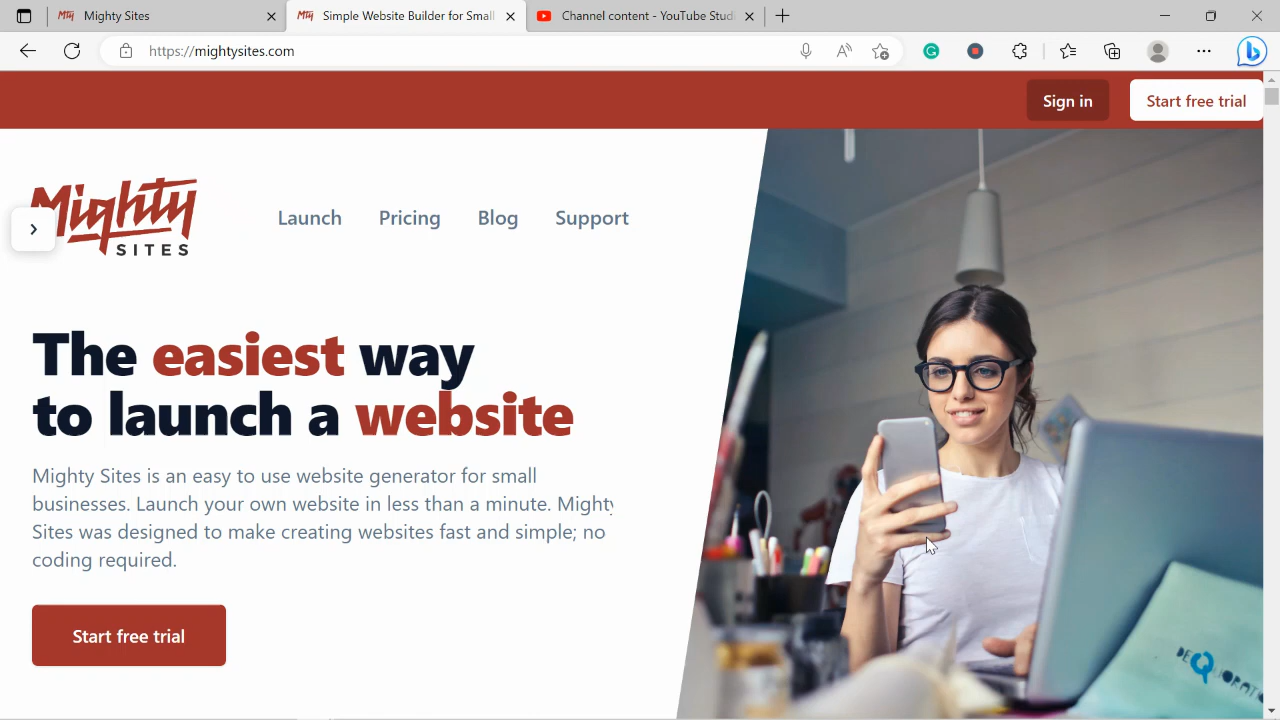 Mighty Sites
Simple Website Builder for Small
Channel content - YouTube Studi
https://mightysites.com
Sign in
Start free trial
Mighty
SITES
Launch
Pricing
Blog
Support
The easiest way
to launch a website
Mighty Sites is an easy to use website generator for small
businesses. Launch your own website in less than a minute. Mighty
Sites was designed to make creating websites fast and simple; no
coding required.
Start free trial